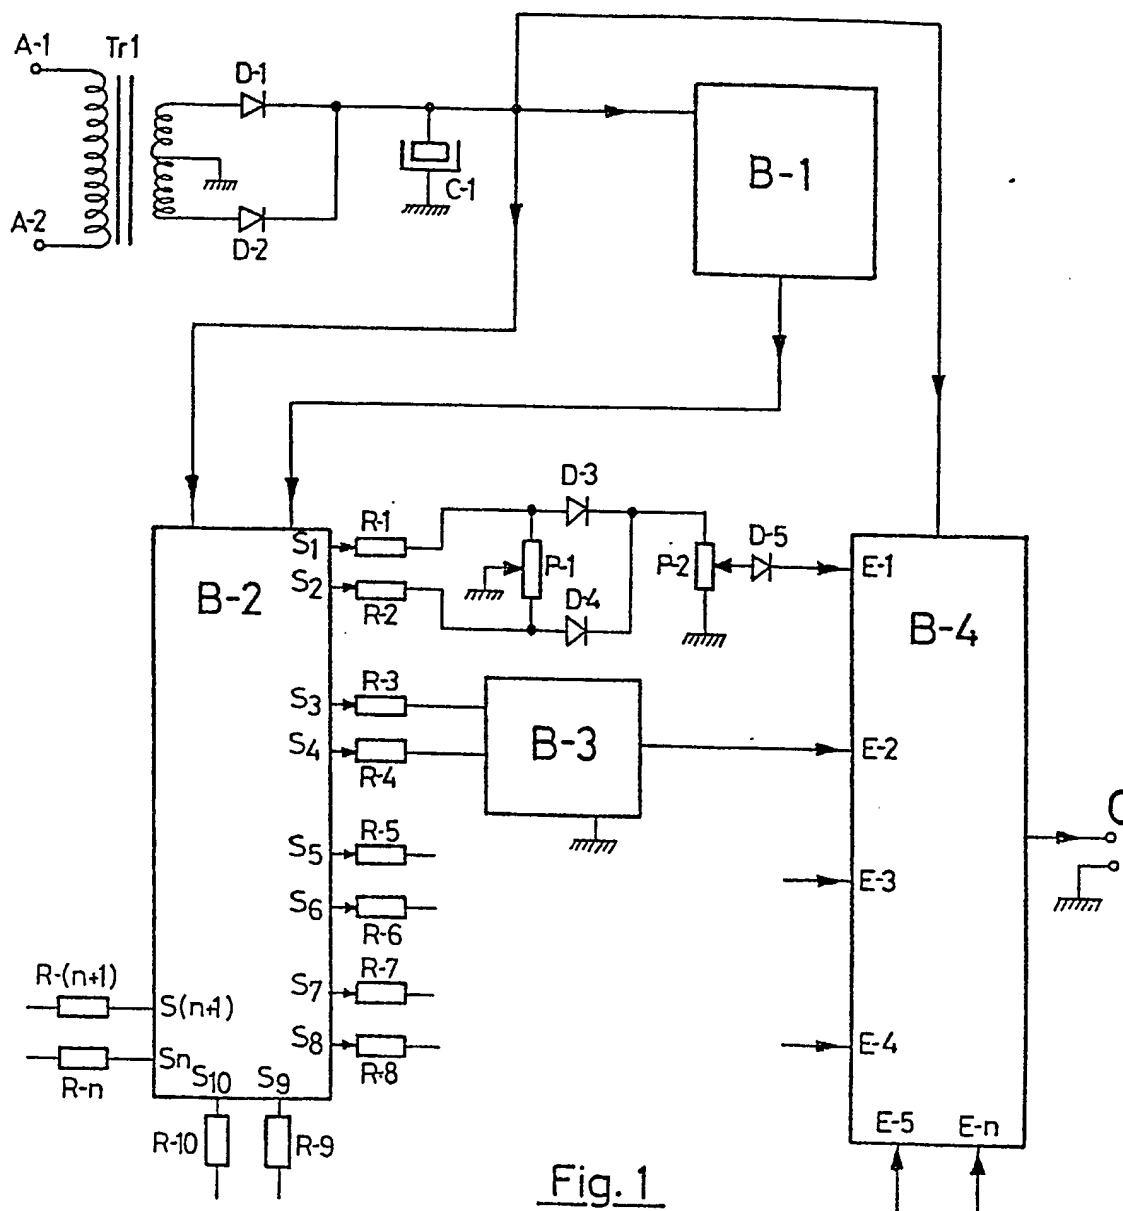 A-1
Tr1
D-1
A-2
D-2
C-1
B-1
D-3
R-1
S1
D-5
P-1
P-2
E-1
S2
B-2
R-2
D-4
B-4
R-3
S3
S4
B-3
E-2
R-4
R-5
S5
E-3
S6
R-6
R-(n+1)
R-7
S7
S(n+1)
S8
E-4
Sn
R-n
S10
S9
R-8
E-5
E-n
R-10
R-9
Fig. 1